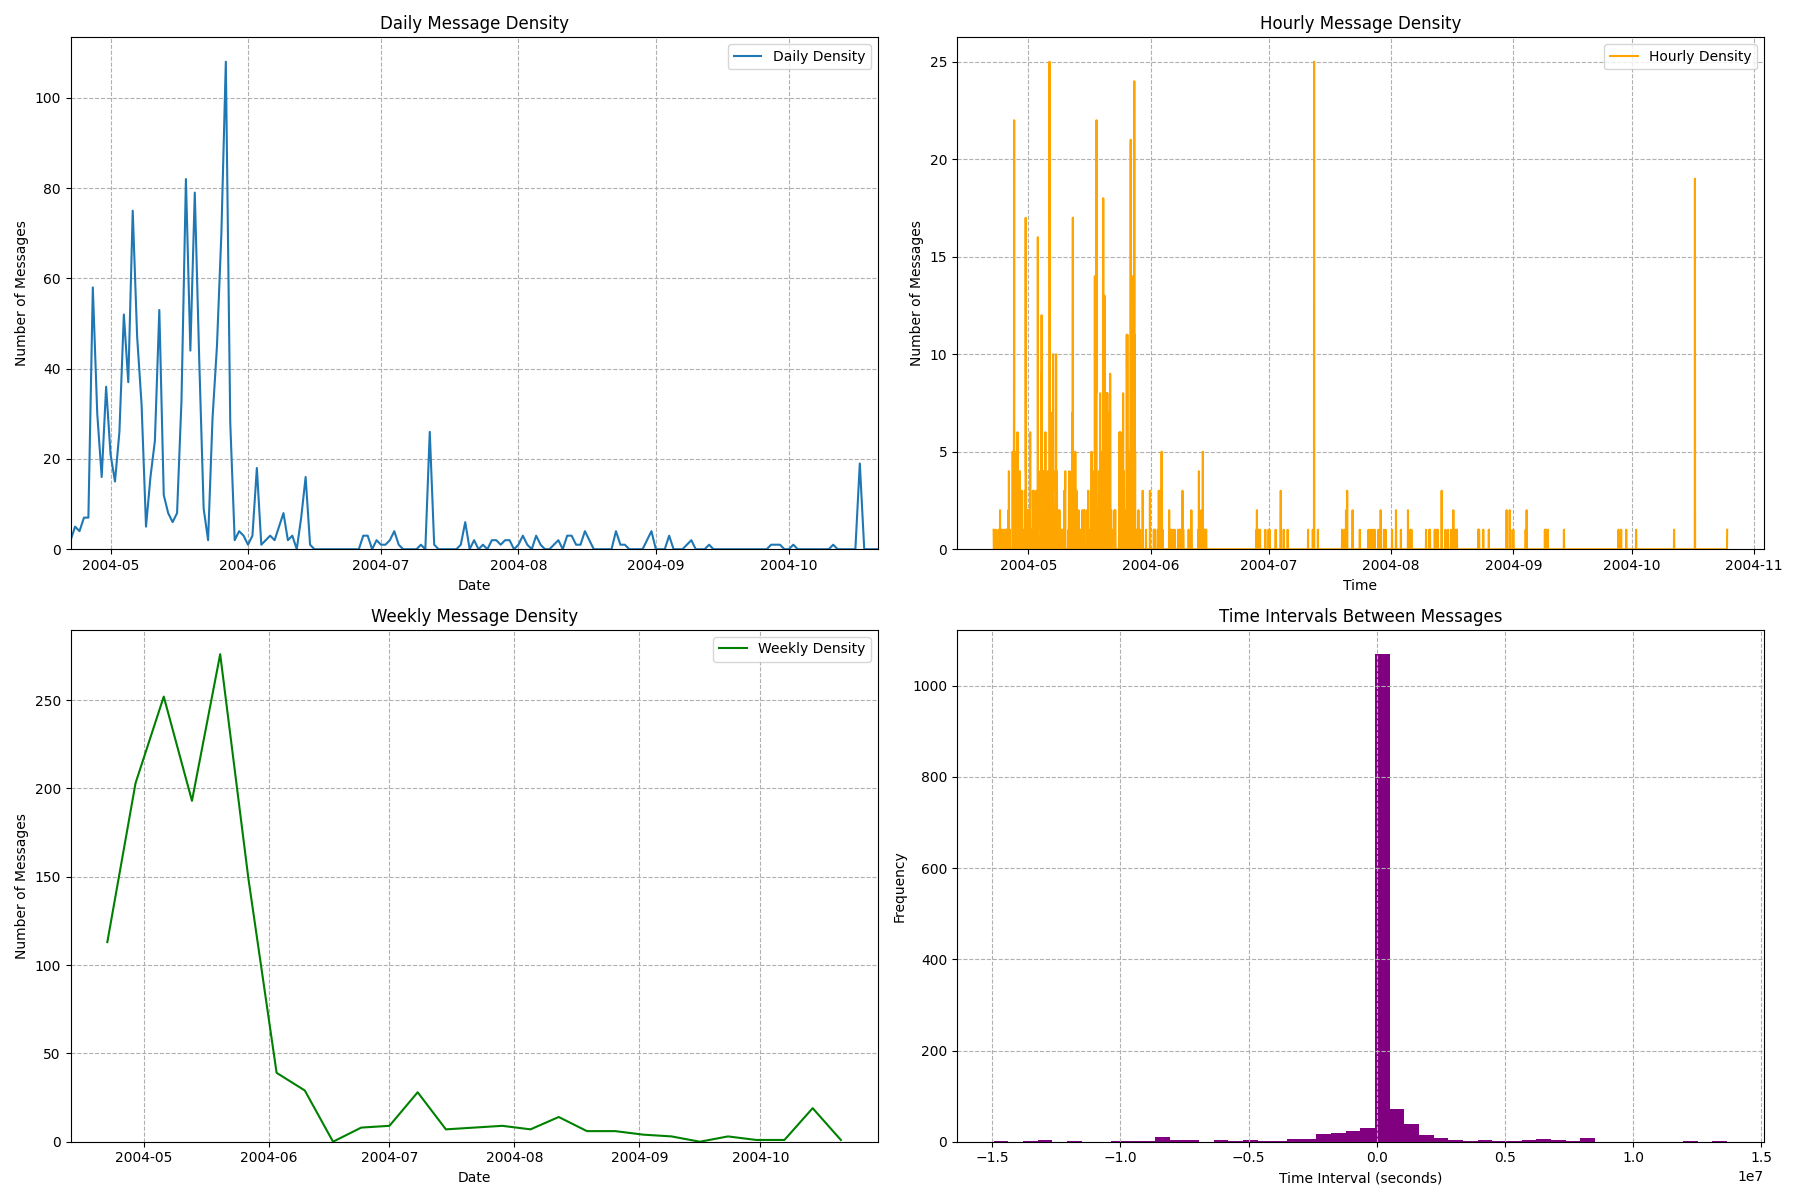 Daily Message Density
Daily Density
100
80
60
40
20
0
Number of Messages
2004-05 2004-06 2004-07 2004-08 2004-09 2004-10
Date
Hourly Message Density
Hourly Density
25
20
15
10
5
0
Number of Messages
2004-05 2004-06 2004-07 2004-08 2004-09 2004-10 2004-11
Time
Weekly Message Density
Weekly Density
250
200
150
100
50
0
Number of Messages
2004-05 2004-06 2004-07 2004-08 2004-09 2004-10
Date
Time Intervals Between Messages
1000
800
600
400
200
0
Frequency
−1.5 −1.0 −0.5 0.0 0.5 1.0 1.5
1e7
Time Interval (seconds)